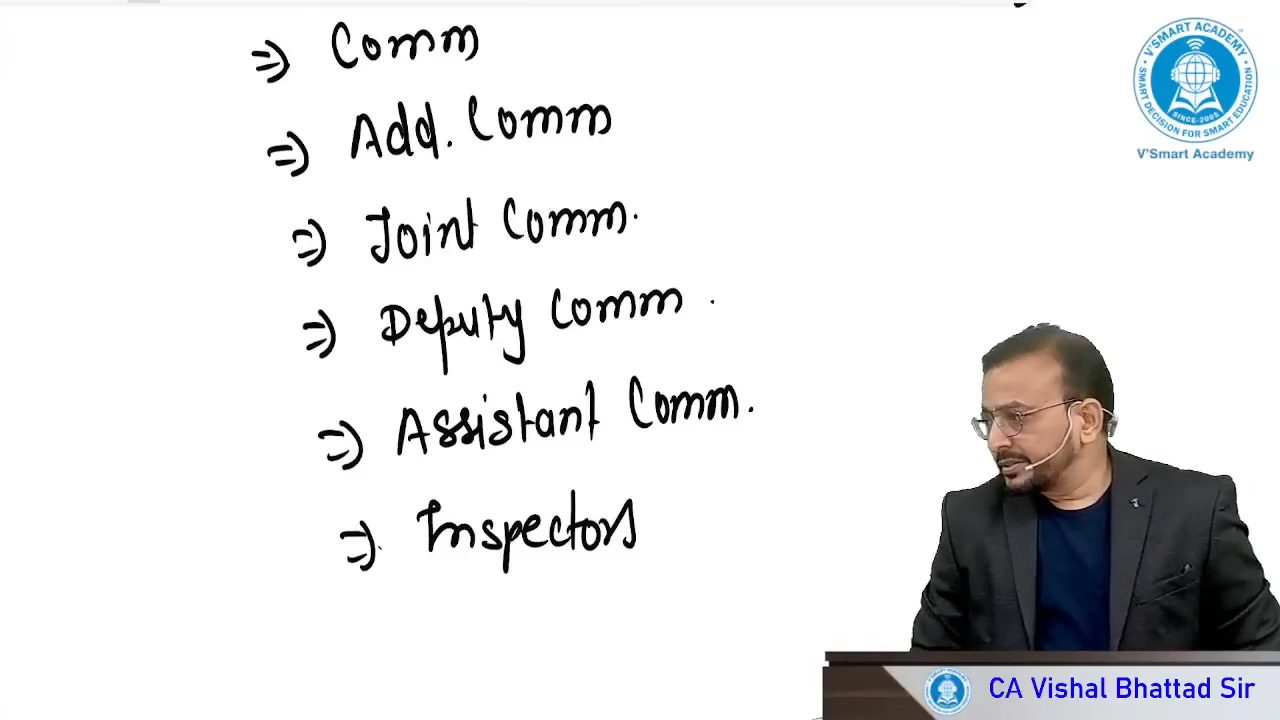 ⇒ Comm
⇒ Add. Comm
⇒ Joint Comm.
⇒ Deputy Comm.
⇒ Assistant Comm.
⇒ Inspectors
V'SMART ACADEMY
SMART DECISION FOR SMART EDUCATION
SINCE-2005
V'Smart Academy
CA Vishal Bhattad Sir